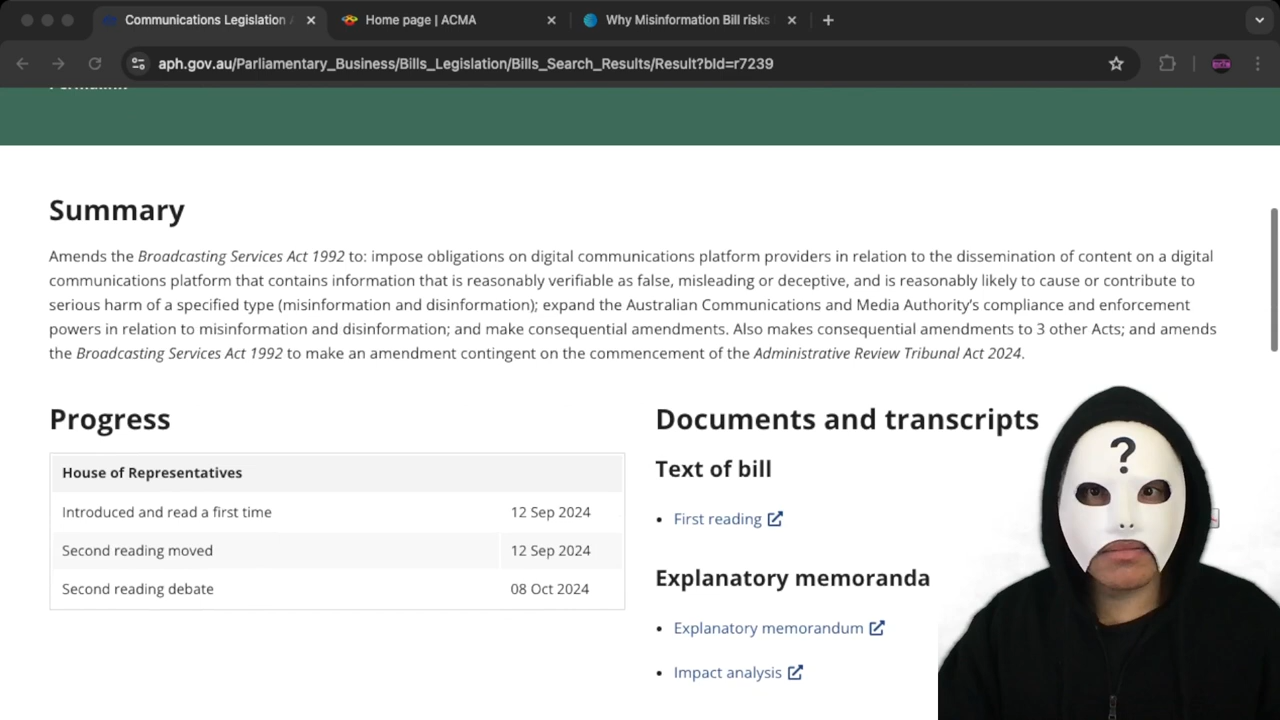 Communications Legislation A
Home page | ACMA
Why Misinformation Bill risks
aph.gov.au/Parliamentary_Business/Bills_Legislation/Bills_Search_Results/Result?bId=r7239
Permalink
Summary
Amends the Broadcasting Services Act 1992 to: impose obligations on digital communications platform providers in relation to the dissemination of content on a digital
communications platform that contains information that is reasonably verifiable as false, misleading or deceptive, and is reasonably likely to cause or contribute to
serious harm of a specified type (misinformation and disinformation); expand the Australian Communications and Media Authority's compliance and enforcement
powers in relation to misinformation and disinformation; and make consequential amendments. Also makes consequential amendments to 3 other Acts; and amends
the Broadcasting Services Act 1992 to make an amendment contingent on the commencement of the Administrative Review Tribunal Act 2024.
Progress
House of Representatives
Introduced and read a first time 12 Sep 2024
Second reading moved 12 Sep 2024
Second reading debate 08 Oct 2024
Documents and transcripts
Text of bill
• First reading
Explanatory memoranda
• Explanatory memorandum
• Impact analysis
?